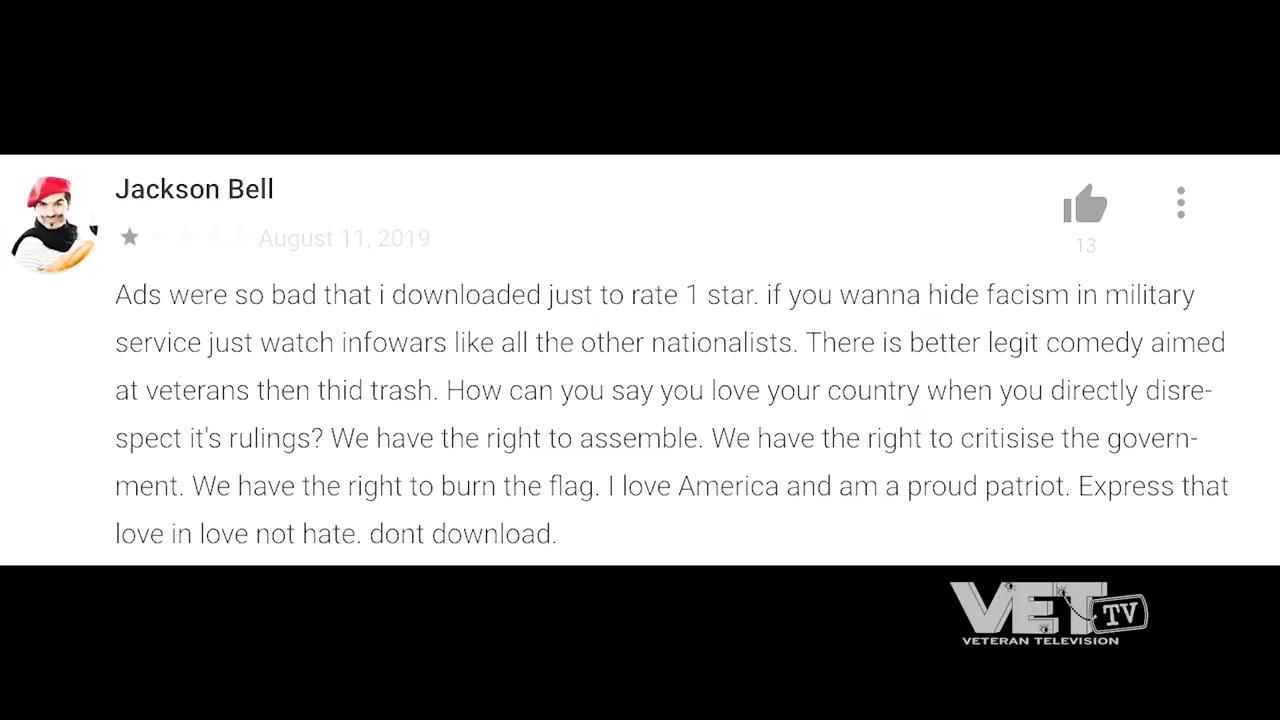 Jackson Bell
August 11, 2019
13
Ads were so bad that i downloaded just to rate 1 star. if you wanna hide facism in military
service just watch infowars like all the other nationalists. There is better legit comedy aimed
at veterans then thid trash. How can you say you love your country when you directly disre-
spect it's rulings? We have the right to assemble. We have the right to critisise the govern-
ment. We have the right to burn the flag. I love America and am a proud patriot. Express that
love in love not hate. dont download.
VET TV
VETERAN TELEVISION